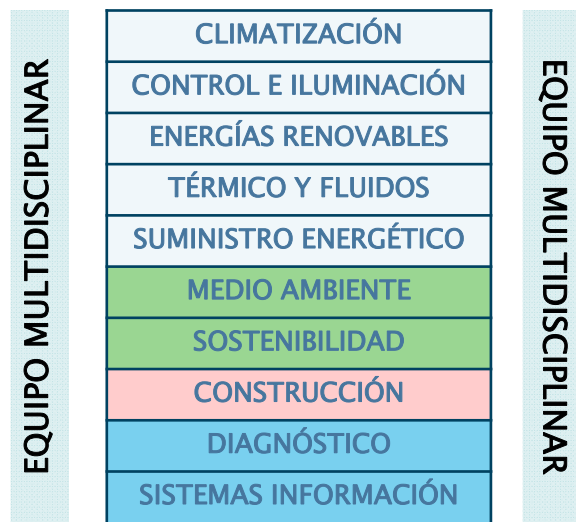 EQUIPO MULTIDISCIPLINAR
CLIMATIZACIÓN
CONTROL E ILUMINACIÓN
ENERGÍAS RENOVABLES
TÉRMICO Y FLUIDOS
SUMINISTRO ENERGÉTICO
MEDIO AMBIENTE
SOSTENIBILIDAD
CONSTRUCCIÓN
DIAGNÓSTICO
SISTEMAS INFORMACIÓN
EQUIPO MULTIDISCIPLINAR